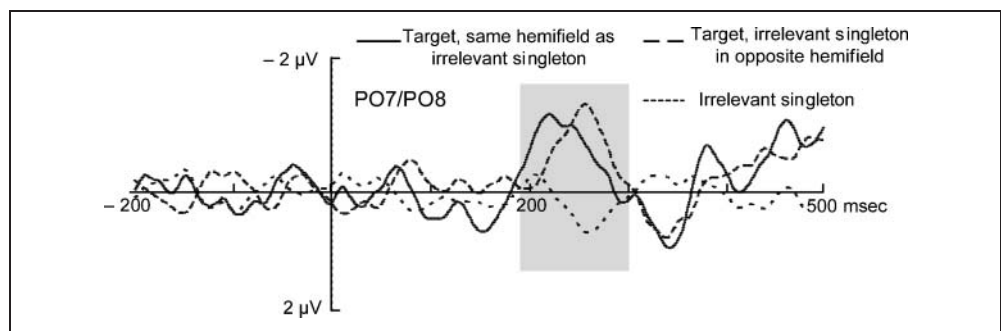 Target, same hemifield as
irrelevant singleton
Target, irrelevant singleton
in opposite hemifield
– 2 µV
PO7/PO8
Irrelevant singleton
– 200
200
500 msec
2 µV